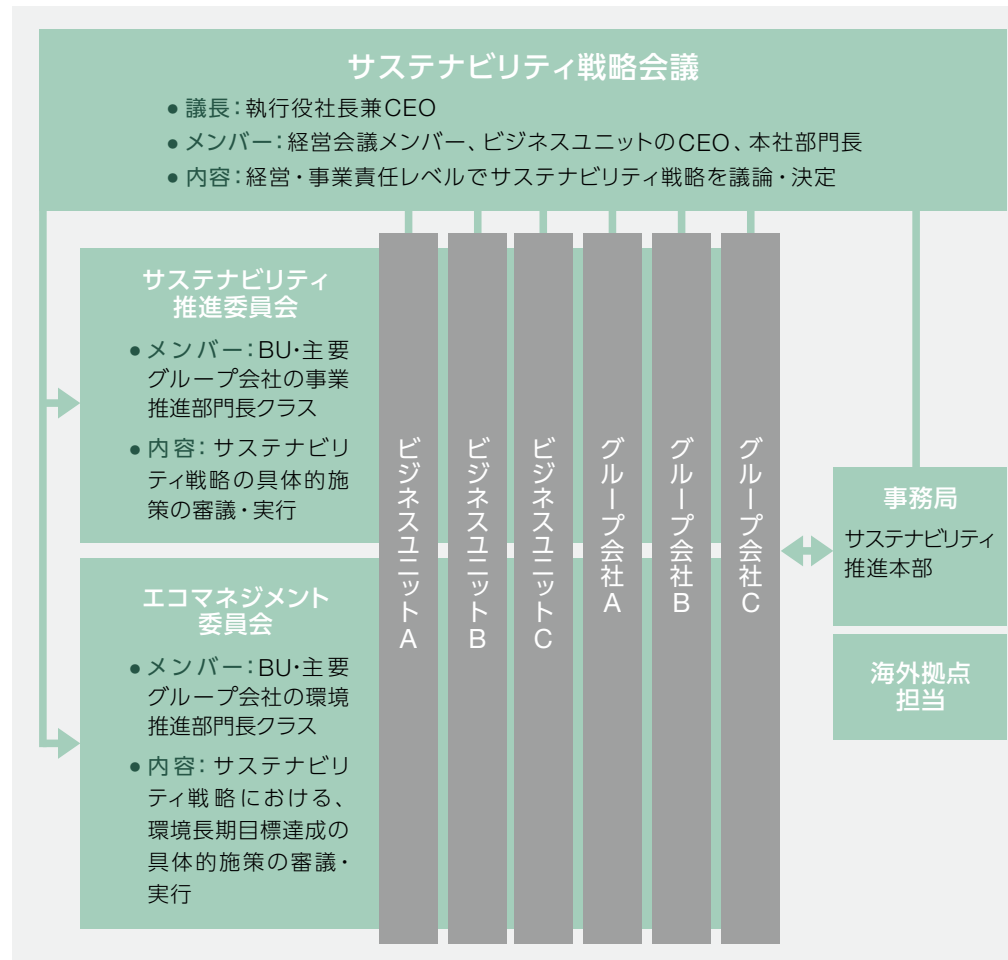 サステナビリティ戦略会議
● 議長：執行役社長兼CEO
● メンバー：経営会議メンバー、ビジネスユニットのCEO、本社部門長
● 内容：経営・事業責任レベルでサステナビリティ戦略を議論・決定
サステナビリティ
推進委員会
● メンバー：BU・主要
グループ会社の事業
推進部門長クラス
● 内容：サステナビリ
ティ戦略の具体的施
策の審議・実行
エコマネジメント
委員会
● メンバー：BU・主要
グループ会社の環境
推進部門長クラス
● 内容：サステナビリ
ティ戦略における、
環境長期目標達成の
具体的施策の審議・
実行
ビジネスユニットA
ビジネスユニットB
ビジネスユニットC
グループ会社A
グループ会社B
グループ会社C
事務局
サステナビリティ
推進本部
海外拠点
担当